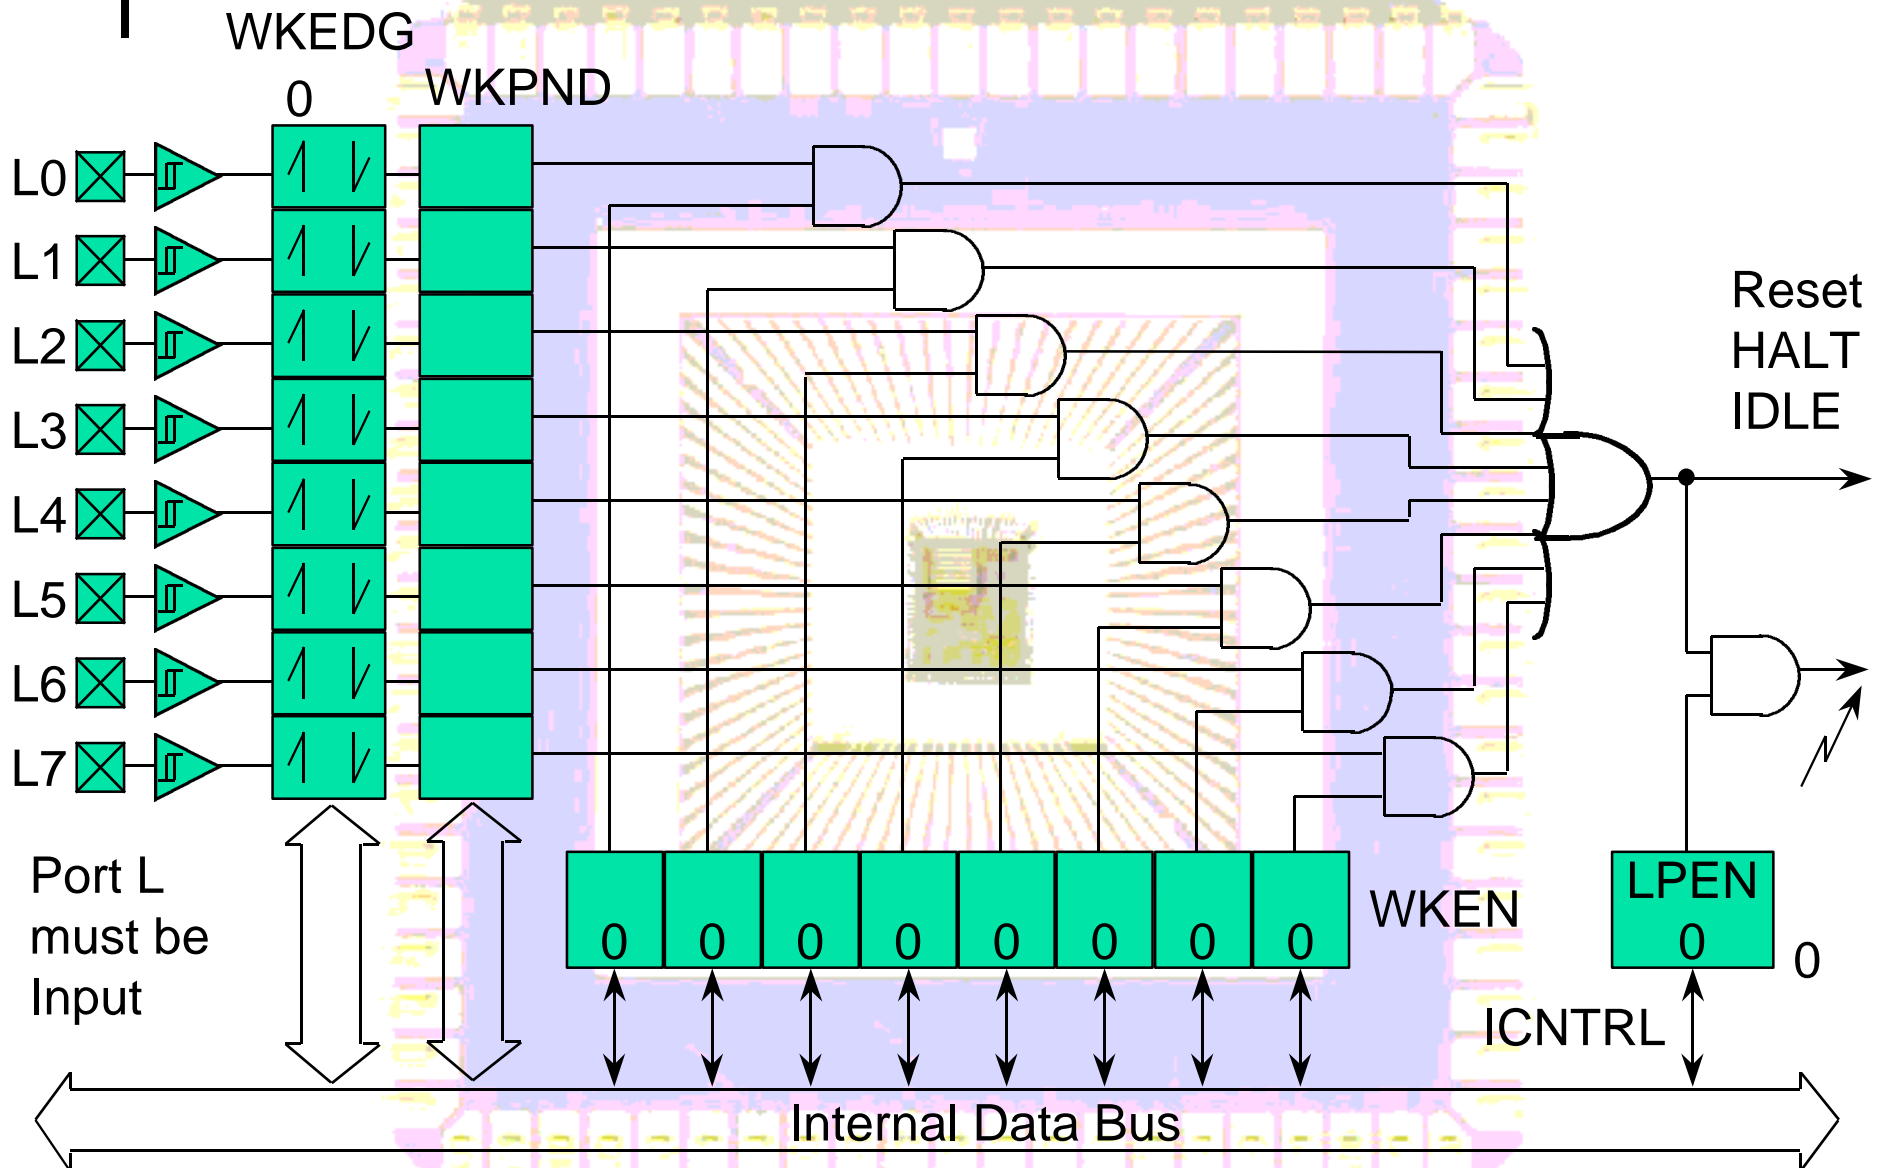 WKEDG
0
WKPND
L0
L1
L2
L3
L4
L5
L6
L7
Reset
HALT
IDLE
Port L
must be
Input
0 0 0 0 0 0 0 0
WKEN
LPEN
0
0
ICNTRL
Internal Data Bus